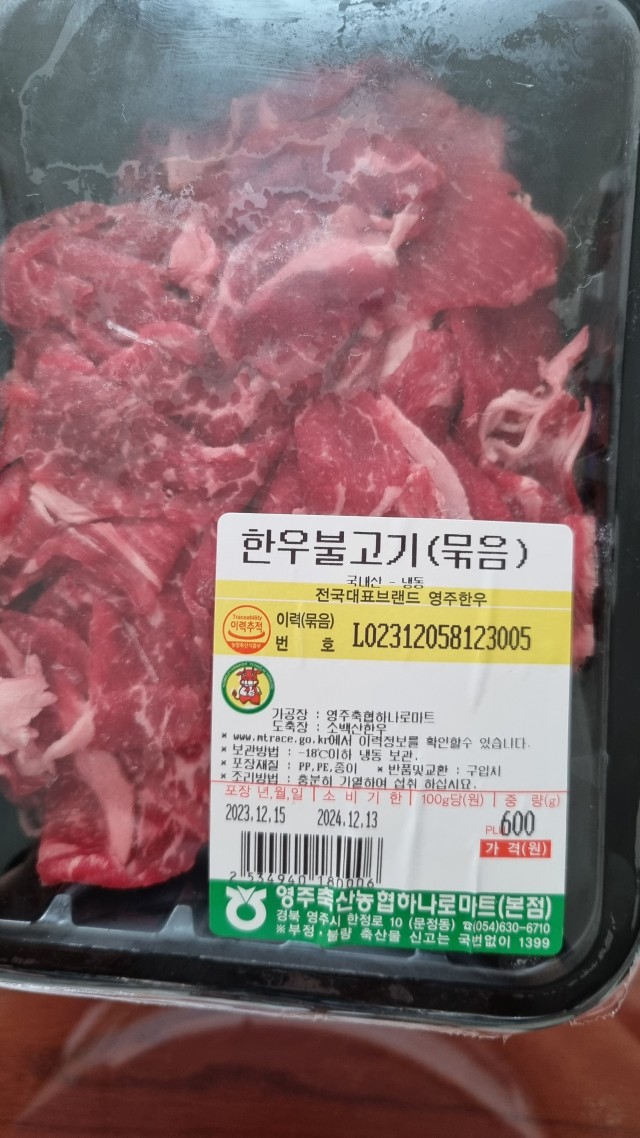 한우불고기(묶음)
국내산 - 냉동
전국대표브랜드 영주한우
Traceability
이력추적
이력(묶음)
번 호 L02312058123005
가공장 : 영주축협하나로마트
도축장 : 소백산한우
* www.mtrace.go.kr에서 이력정보를 확인할수 있습니다.
* 보관방법 : -18℃이하 냉동 보관.
* 포장재질 : PP,PE,종이 * 반품및교환 : 구입시
* 조리방법 : 충분히 가열하여 섭취 하십시요.
포장 년,월,일 소 비 기 한 100g당(원) 중 량(g)
2023.12.15 2024.12.13 600
가 격(원)
2 534940 180006
영주축산농협하나로마트(본점)
경북 영주시 한정로 10 (문정동) ☎(054)630-6710
※부정·불량 축산물 신고는 국번없이 1399